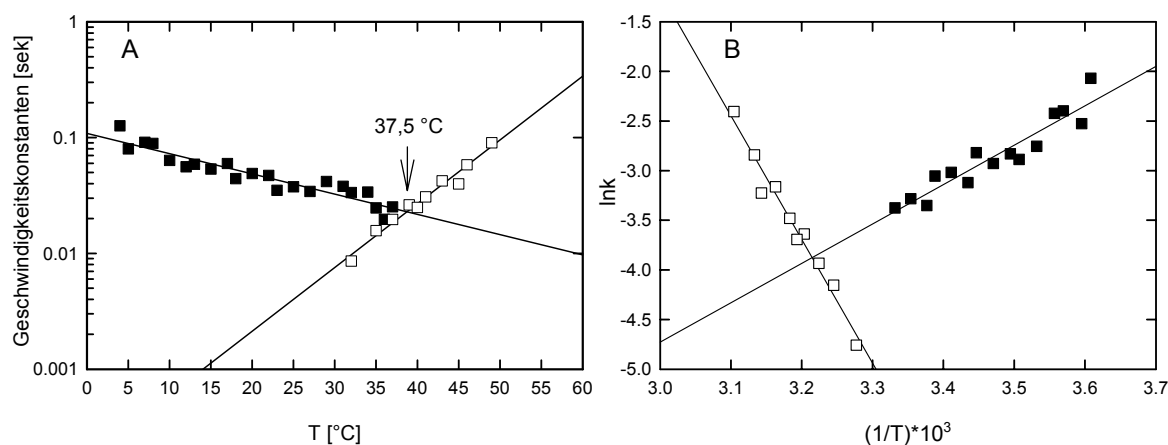 A
B
37,5 °C
Geschwindigkeitskonstanten [sek]
1
0.1
0.01
0.001
0 5 10 15 20 25 30 35 40 45 50 55 60
T [°C]
lnk
-1.5
-2.0
-2.5
-3.0
-3.5
-4.0
-4.5
-5.0
3.0 3.1 3.2 3.3 3.4 3.5 3.6 3.7
(1/T)*10³